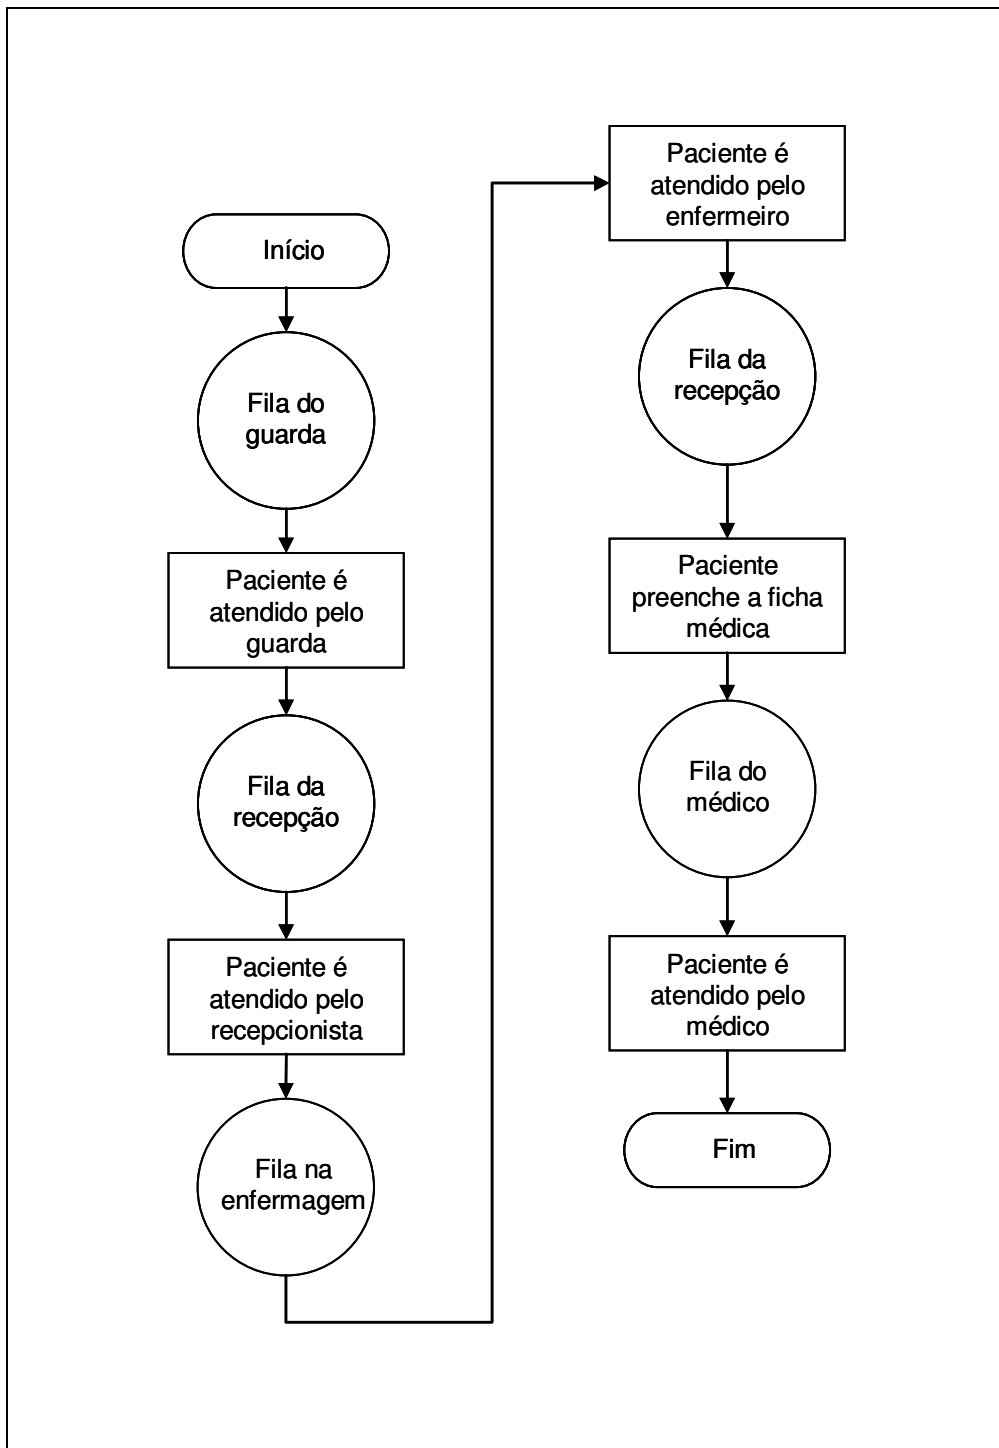 Início
Fila do
guarda
Paciente é
atendido pelo
guarda
Fila da
recepção
Paciente é
atendido pelo
recepcionista
Fila na
enfermagem
Paciente é
atendido pelo
enfermeiro
Fila da
recepção
Paciente
preenche a ficha
médica
Fila do
médico
Paciente é
atendido pelo
médico
Fim